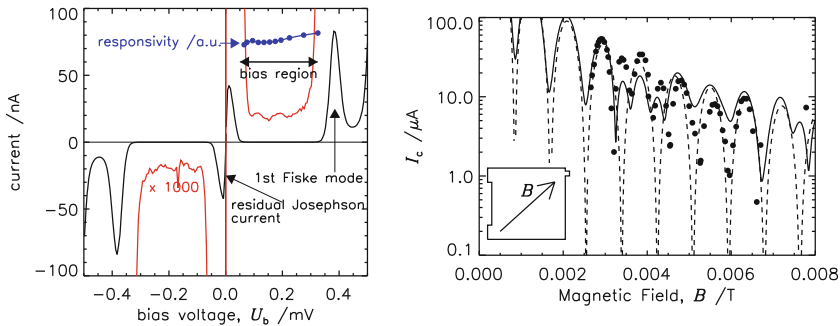 100
50
0
-50
-100
current /nA
responsivity /a.u.
bias region
1st Fiske mode
x 1000
residual Josephson
current
-0.4 -0.2 0.0 0.2 0.4
bias voltage, U_b /mV
100.0
10.0
1.0
0.1
I_c /μA
B
0.000 0.002 0.004 0.006 0.008
Magnetic Field, B /T